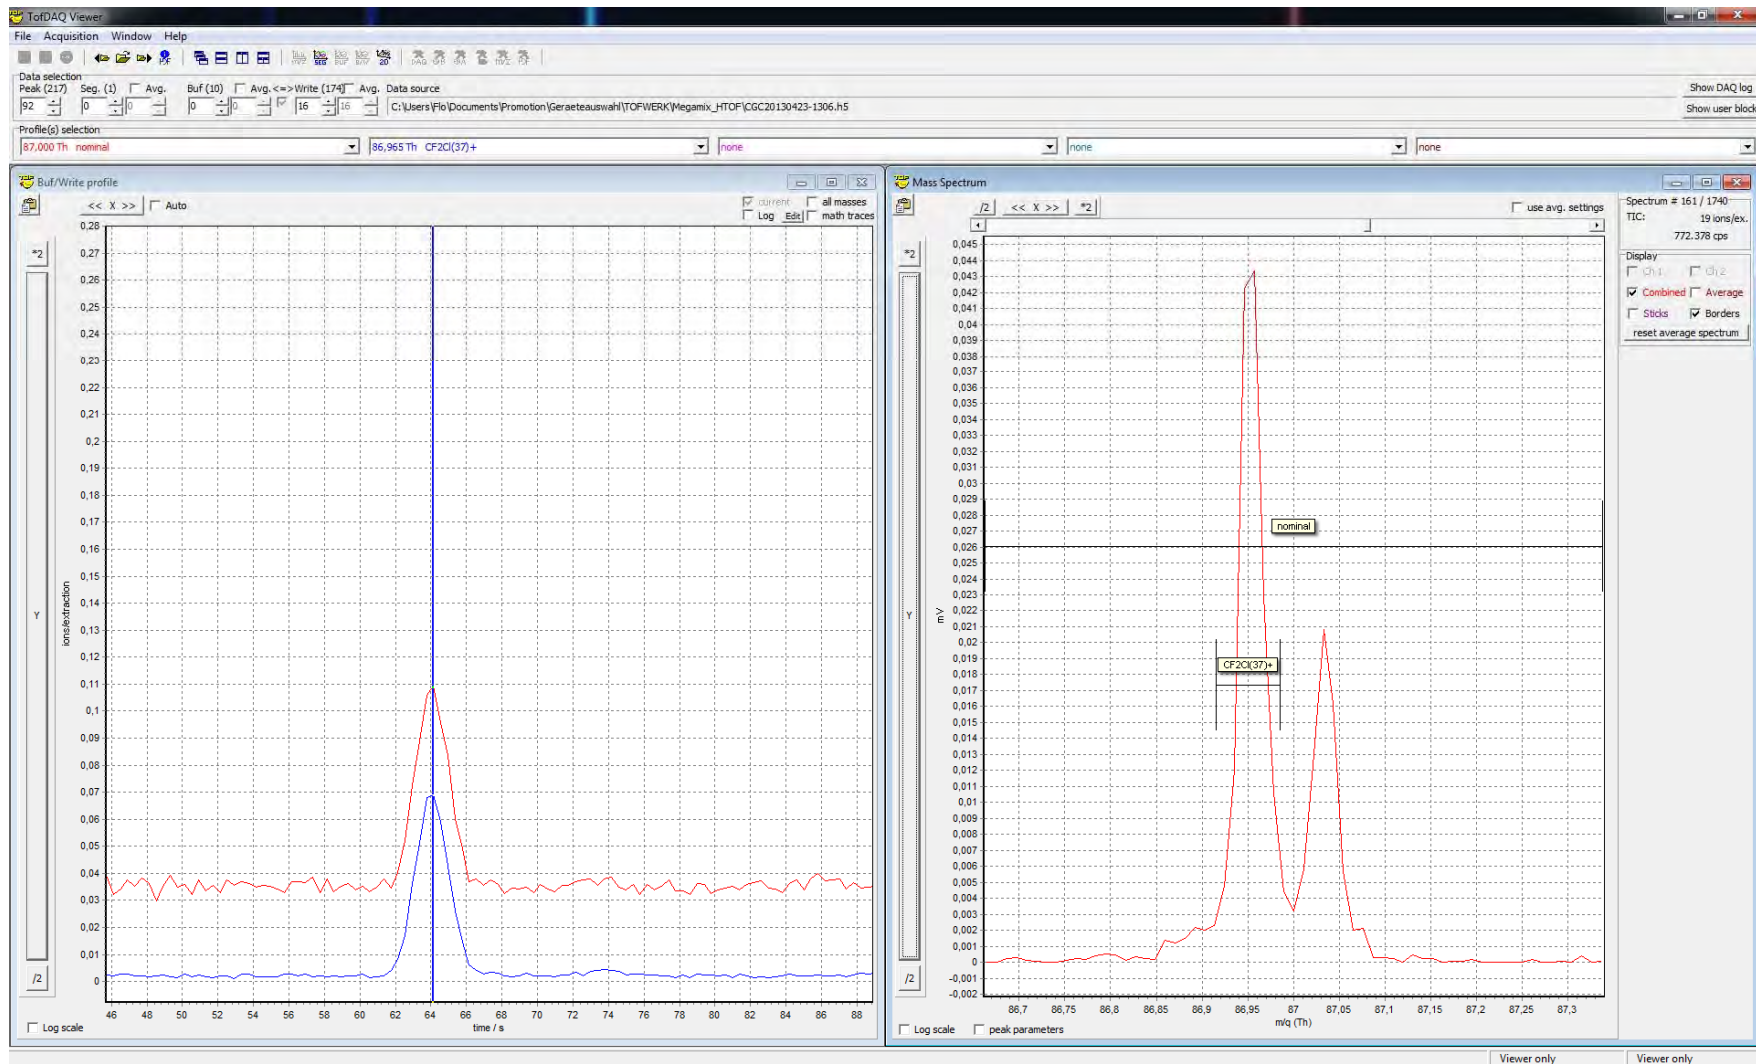 TofDAQ Viewer
File Acquisition Window Help
Data selection
Peak (217) Seg. (1) Avg. Buf (10) Avg. <=> Write (174) Avg. Data source
92 0 0 0 0 16 16 C:\Users\Flo\Documents\Promotion\Geraeteauswahl\TOFWERK\Megamix_HTOF\CGC20130423-1306.h5
Show DAQ log
Show user block
Profile(s) selection
87,000 Th nominal 86,965 Th CF2Cl(37)+ none none none
Buf/Write profile
<< X >> Auto
current all masses
Log Edit math traces
*2
Y
/2
0,28
0,27
0,26
0,25
0,24
0,23
0,22
0,21
0,2
0,19
0,18
0,17
0,16
0,15
0,14
0,13
0,12
0,11
0,1
0,09
0,08
0,07
0,06
0,05
0,04
0,03
0,02
0,01
0
ions/extraction
46 48 50 52 54 56 58 60 62 64 66 68 70 72 74 76 78 80 82 84 86 88
time / s
Log scale
Mass Spectrum
/2 << X >> *2
use avg. settings
*2
Y
/2
0,045
0,044
0,043
0,042
0,041
0,04
0,039
0,038
0,037
0,036
0,035
0,034
0,033
0,032
0,031
0,03
0,029
0,028
0,027
0,026
0,025
0,024
0,023
0,022
0,021
0,02
0,019
0,018
0,017
0,016
0,015
0,014
0,013
0,012
0,011
0,01
0,009
0,008
0,007
0,006
0,005
0,004
0,003
0,002
0,001
0
-0,001
-0,002
mV
nominal
CF2Cl(37)+
86,7 86,75 86,8 86,85 86,9 86,95 87 87,05 87,1 87,15 87,2 87,25 87,3
m/q (Th)
Log scale peak parameters
Spectrum # 161 / 1740
TIC: 19 ions/ex.
772.378 cps
Display
Ch 1 Ch 2
Combined Average
Sticks Borders
reset average spectrum
Viewer only Viewer only